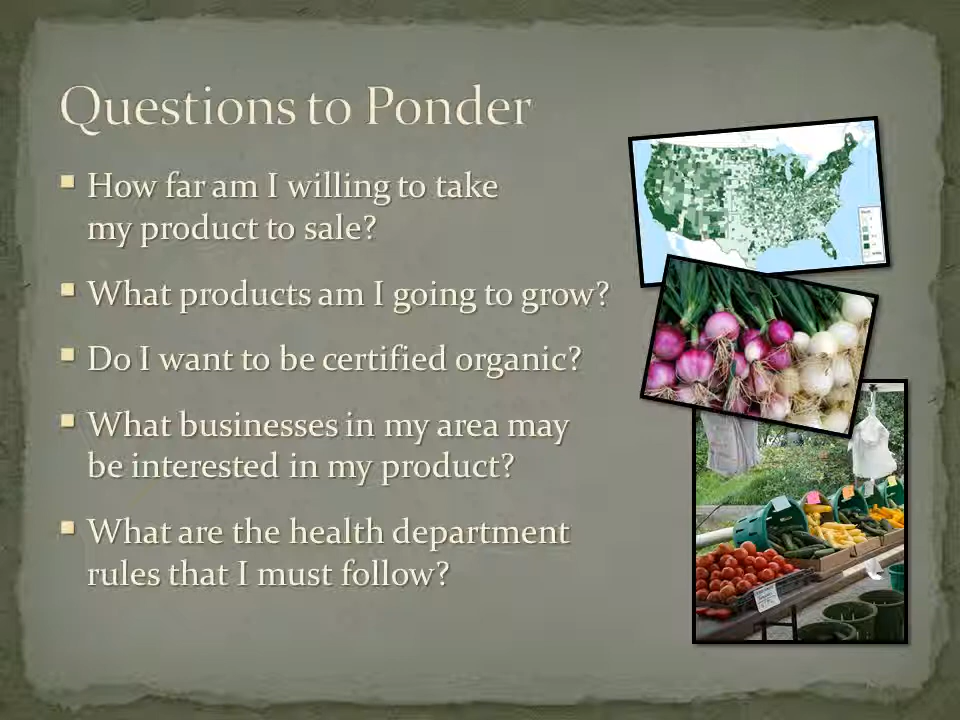 Questions to Ponder
How far am I willing to take
my product to sale?
What products am I going to grow?
Do I want to be certified organic?
What businesses in my area may
be interested in my product?
What are the health department
rules that I must follow?